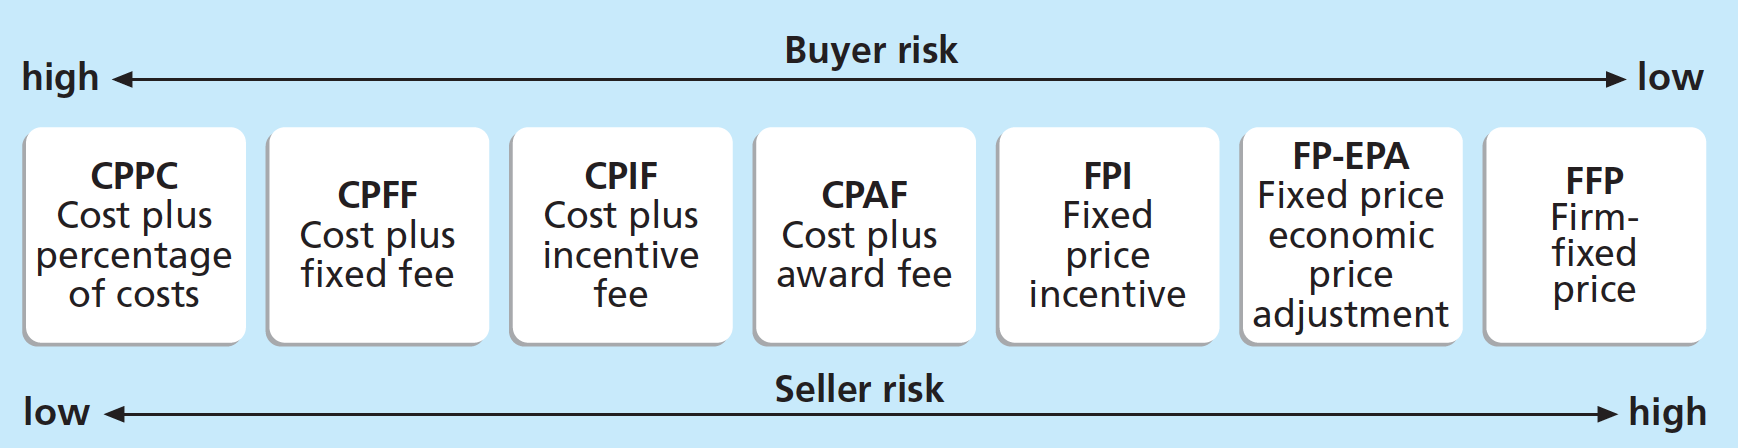 Buyer risk
high
low
CPPC
Cost plus
percentage
of costs
CPFF
Cost plus
fixed fee
CPIF
Cost plus
incentive
fee
CPAF
Cost plus
award fee
FPI
Fixed
price
incentive
FP-EPA
Fixed price
economic
price
adjustment
FFP
Firm-
fixed
price
Seller risk
low
high